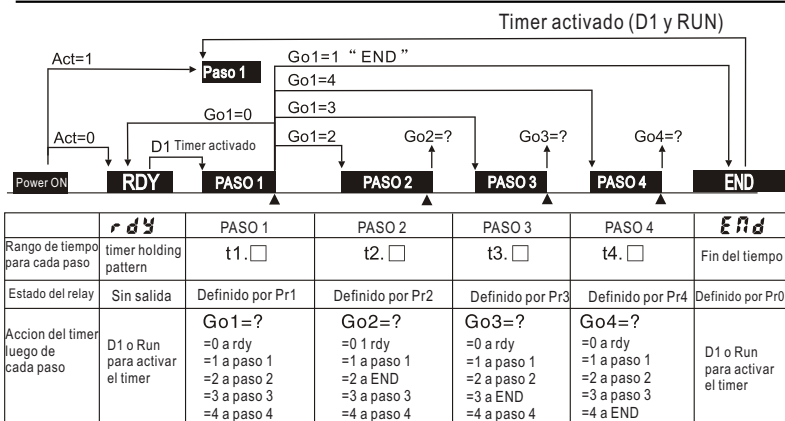 Timer activado (D1 y RUN)
Act=1
Paso 1
Go1=1 “ END ”
Go1=4
Go1=0
Go1=3
Act=0
D1 Timer activado
Go1=2
Go2=?
Go3=?
Go4=?
Power ON
RDY
PASO 1
PASO 2
PASO 3
PASO 4
END
rdY
PASO 1
PASO 2
PASO 3
PASO 4
End
Rango de tiempo
para cada paso
timer holding
pattern
t1.□
t2.□
t3.□
t4.□
Fin del tiempo
Estado del relay
Sin salida
Definido por Pr1
Definido por Pr2
Definido por Pr3
Definido por Pr4
Definido por Pr0
Accion del timer
luego de
cada paso
D1 o Run
para activar
el timer
Go1=?
=0 a rdy
=1 a paso 1
=2 a paso 2
=3 a paso 3
=4 a paso 4
Go2=?
=0 1 rdy
=1 a paso 1
=2 a END
=3 a paso 3
=4 a paso 4
Go3=?
=0 a rdy
=1 a paso 1
=2 a paso 2
=3 a END
=4 a paso 4
Go4=?
=0 a rdy
=1 a paso 1
=2 a paso 2
=3 a paso 3
=4 a END
D1 o Run
para activar
el timer